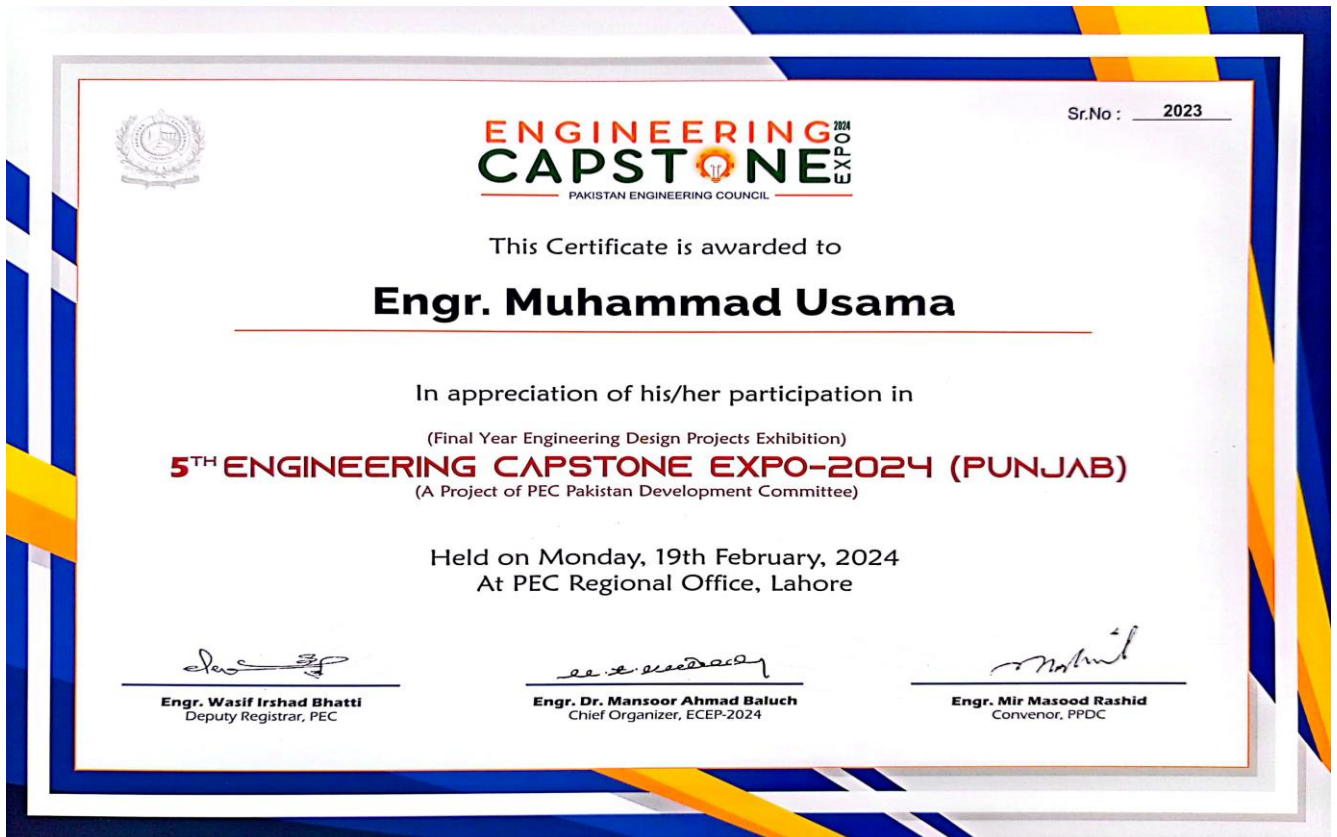 Sr.No : 2023
ENGINEERING
CAPSTONE
EXPO 2024
PAKISTAN ENGINEERING COUNCIL
This Certificate is awarded to
Engr. Muhammad Usama
In appreciation of his/her participation in
(Final Year Engineering Design Projects Exhibition)
5TH ENGINEERING CAPSTONE EXPO-2024 (PUNJAB)
(A Project of PEC Pakistan Development Committee)
Held on Monday, 19th February, 2024
At PEC Regional Office, Lahore
Engr. Wasif Irshad Bhatti
Deputy Registrar, PEC
Engr. Dr. Mansoor Ahmad Baluch
Chief Organizer, ECEP-2024
Engr. Mir Masood Rashid
Convenor, PPDC